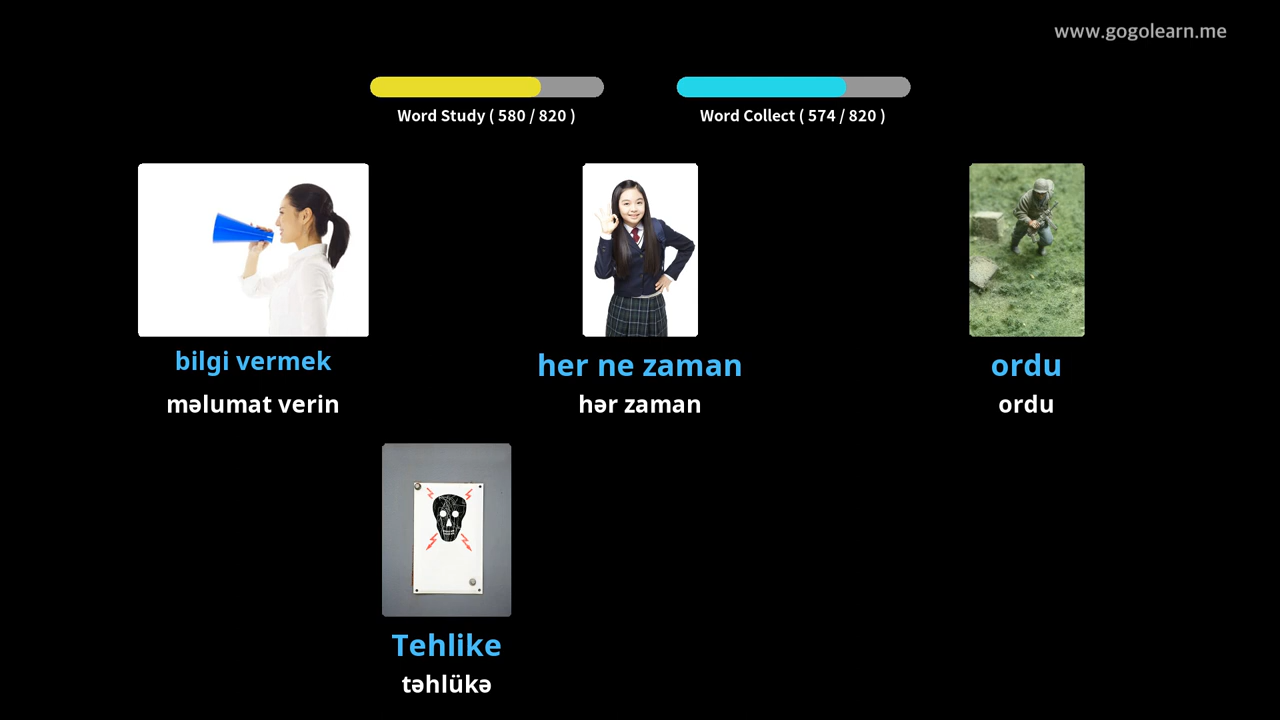 www.gogolearn.me
Word Study ( 580 / 820 )
Word Collect ( 574 / 820 )
bilgi vermek
məlumat verin
her ne zaman
hər zaman
ordu
ordu
Tehlike
təhlükə